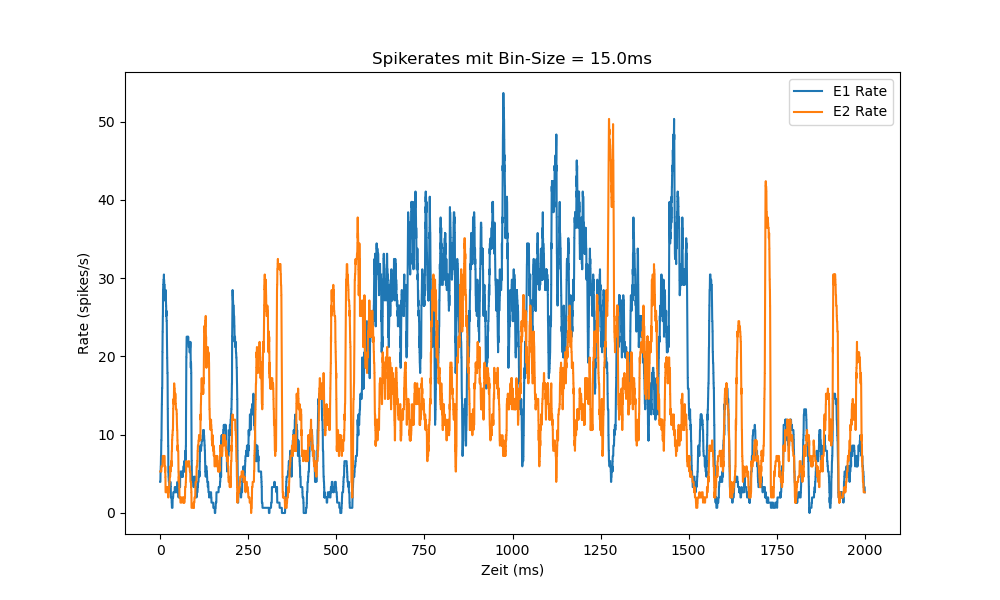 Spikerates mit Bin-Size = 15.0ms
E1 Rate
E2 Rate
Rate (spikes/s)
50
40
30
20
10
0
0 250 500 750 1000 1250 1500 1750 2000
Zeit (ms)